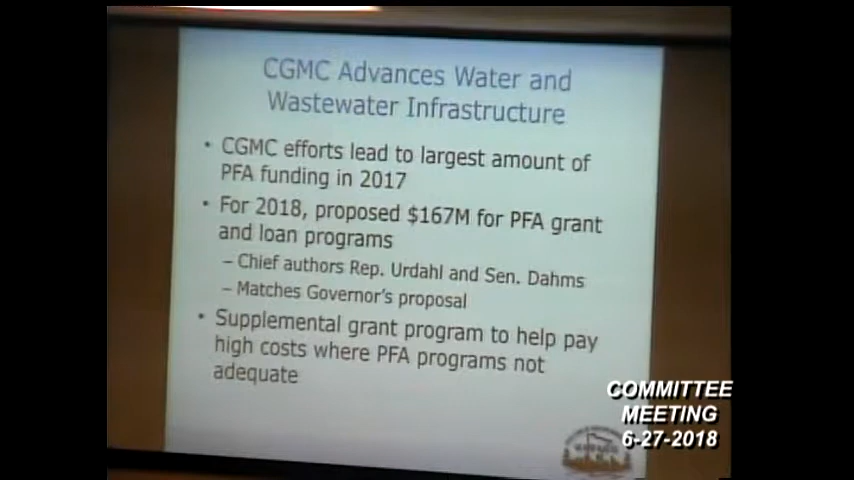 CGMC Advances Water and
Wastewater Infrastructure
• CGMC efforts lead to largest amount of
PFA funding in 2017
• For 2018, proposed $167M for PFA grant
and loan programs
– Chief authors Rep. Urdahl and Sen. Dahms
– Matches Governor's proposal
• Supplemental grant program to help pay
high costs where PFA programs not
adequate
COMMITTEE
MEETING
6-27-2018